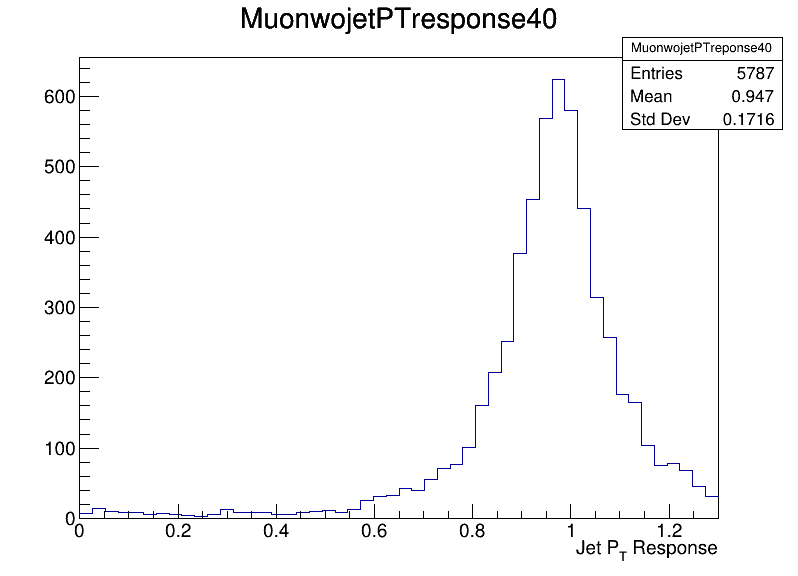 MuonwojetPTresponse40
MuonwojetPTreponse40
Entries 5787
Mean 0.947
Std Dev 0.1716
600
500
400
300
200
100
0
0 0.2 0.4 0.6 0.8 1 1.2
Jet PT Response